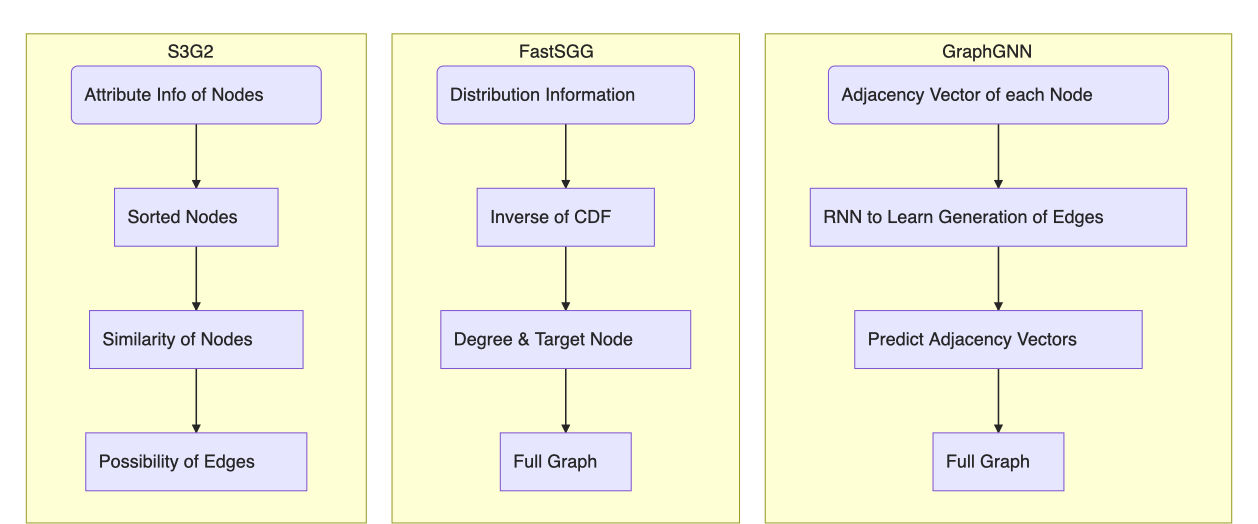 S3G2
Attribute Info of Nodes
Sorted Nodes
Similarity of Nodes
Possibility of Edges
FastSGG
Distribution Information
Inverse of CDF
Degree & Target Node
Full Graph
GraphGNN
Adjacency Vector of each Node
RNN to Learn Generation of Edges
Predict Adjacency Vectors
Full Graph